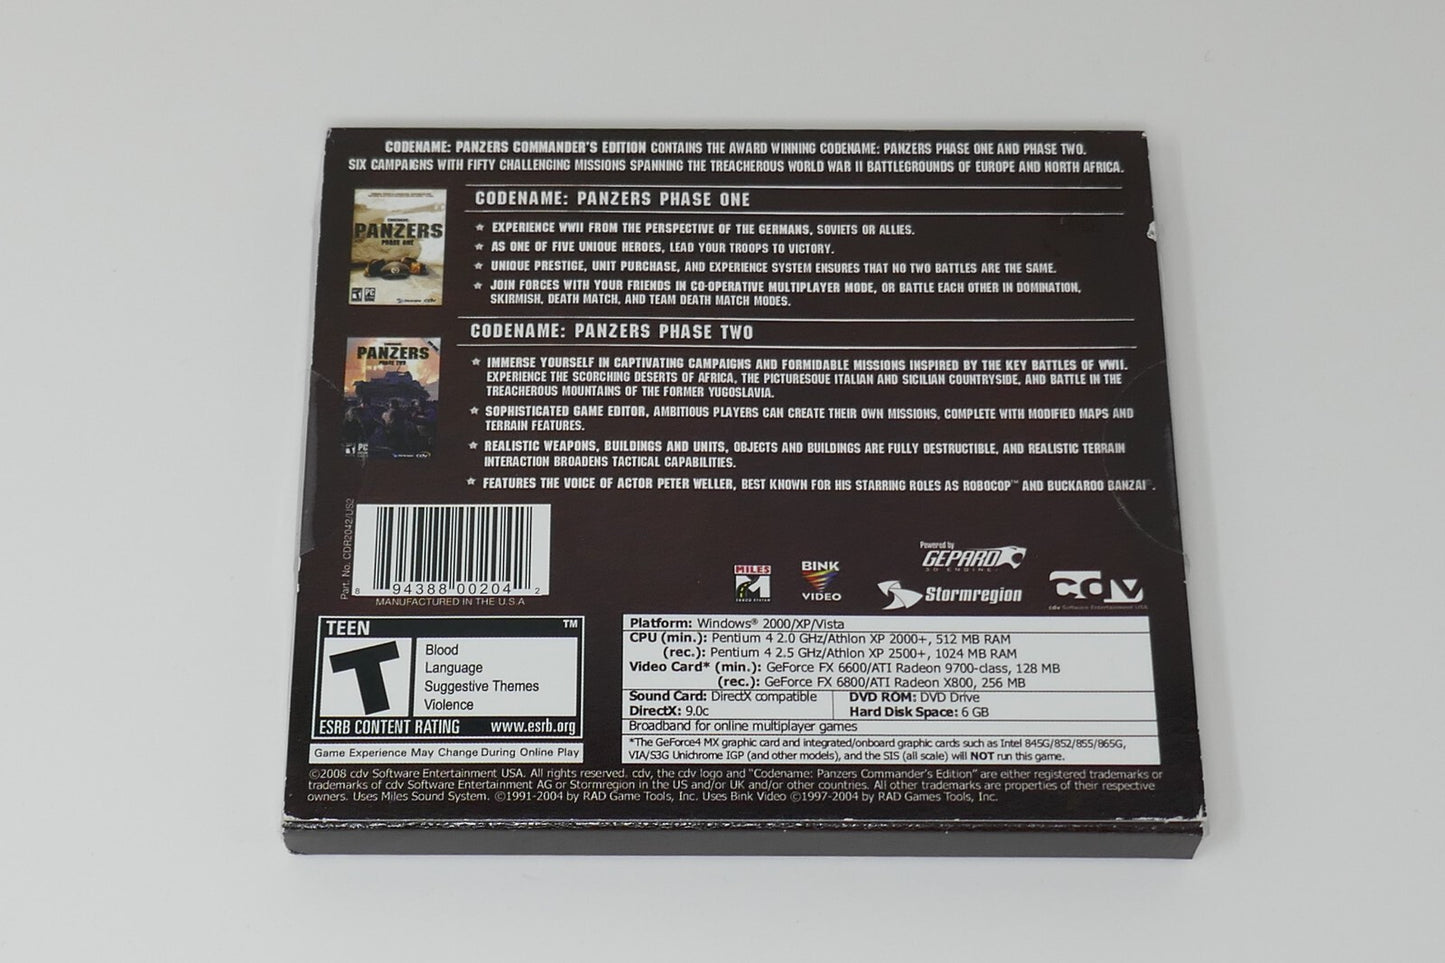 CODENAME: PANZERS COMMANDER'S EDITION CONTAINS THE AWARD WINNING CODENAME: PANZERS PHASE ONE AND PHASE TWO.
SIX CAMPAIGNS WITH FIFTY CHALLENGING MISSIONS SPANNING THE TREACHEROUS WORLD WAR II BATTLEGROUNDS OF EUROPE AND NORTH AFRICA.
PANZERS
PHASE ONE
CODENAME: PANZERS PHASE ONE
★ EXPERIENCE WWII FROM THE PERSPECTIVE OF THE GERMANS, SOVIETS OR ALLIES.
★ AS ONE OF FIVE UNIQUE HEROES, LEAD YOUR TROOPS TO VICTORY.
★ UNIQUE PRESTIGE, UNIT PURCHASE, AND EXPERIENCE SYSTEM ENSURES THAT NO TWO BATTLES ARE THE SAME.
★ JOIN FORCES WITH YOUR FRIENDS IN CO-OPERATIVE MULTIPLAYER MODE, OR BATTLE EACH OTHER IN DOMINATION,
SKIRMISH, DEATH MATCH, AND TEAM DEATH MATCH MODES.
PANZERS
PHASE TWO
CODENAME: PANZERS PHASE TWO
★ IMMERSE YOURSELF IN CAPTIVATING CAMPAIGNS AND FORMIDABLE MISSIONS INSPIRED BY THE KEY BATTLES OF WWII.
EXPERIENCE THE SCORCHING DESERTS OF AFRICA, THE PICTURESQUE ITALIAN AND SICILIAN COUNTRYSIDE, AND BATTLE IN THE
TREACHEROUS MOUNTAINS OF THE FORMER YUGOSLAVIA.
★ SOPHISTICATED GAME EDITOR, AMBITIOUS PLAYERS CAN CREATE THEIR OWN MISSIONS, COMPLETE WITH MODIFIED MAPS AND
TERRAIN FEATURES.
★ REALISTIC WEAPONS, BUILDINGS AND UNITS, OBJECTS AND BUILDINGS ARE FULLY DESTRUCTIBLE, AND REALISTIC TERRAIN
INTERACTION BROADENS TACTICAL CAPABILITIES.
★ FEATURES THE VOICE OF ACTOR PETER WELLER, BEST KNOWN FOR HIS STARRING ROLES AS ROBOCOP™ AND BUCKAROO BANZAI®.
Part. No. CDR2042/US2
8 94388 00204 2
MANUFACTURED IN THE U.S.A
MILES
SOUND SYSTEM
BINK
VIDEO
Powered by
GEPARD
3D ENGINE
Stormregion
cdv
cdv Software Entertainment USA
TEEN ™
T
Blood
Language
Suggestive Themes
Violence
ESRB CONTENT RATING www.esrb.org
Game Experience May Change During Online Play
Platform: Windows® 2000/XP/Vista
CPU (min.): Pentium 4 2.0 GHz/Athlon XP 2000+, 512 MB RAM
(rec.): Pentium 4 2.5 GHz/Athlon XP 2500+, 1024 MB RAM
Video Card* (min.): GeForce FX 6600/ATI Radeon 9700-class, 128 MB
(rec.): GeForce FX 6800/ATI Radeon X800, 256 MB
Sound Card: DirectX compatible DVD ROM: DVD Drive
DirectX: 9.0c Hard Disk Space: 6 GB
Broadband for online multiplayer games
*The GeForce4 MX graphic card and integrated/onboard graphic cards such as Intel 845G/852/855/865G,
VIA/S3G Unichrome IGP (and other models), and the SIS (all scale) will NOT run this game.
©2008 cdv Software Entertainment USA. All rights reserved. cdv, the cdv logo and "Codename: Panzers Commander's Edition" are either registered trademarks or
trademarks of cdv Software Entertainment AG or Stormregion in the US and/or UK and/or other countries. All other trademarks are properties of their respective
owners. Uses Miles Sound System. ©1991-2004 by RAD Game Tools, Inc. Uses Bink Video ©1997-2004 by RAD Games Tools, Inc.